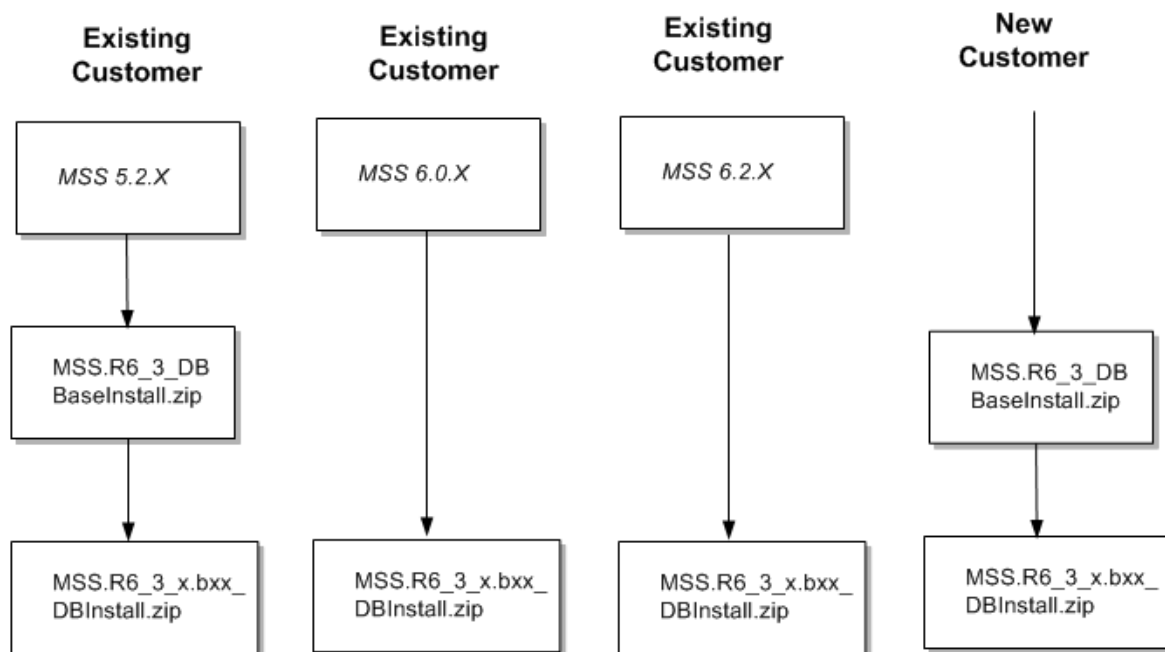 Existing
Customer
Existing
Customer
Existing
Customer
New
Customer
MSS 5.2.X
MSS 6.0.X
MSS 6.2.X
MSS.R6_3_DB
BaseInstall.zip
MSS.R6_3_DB
BaseInstall.zip
MSS.R6_3_x.bxx_
DBInstall.zip
MSS.R6_3_x.bxx_
DBInstall.zip
MSS.R6_3_x.bxx_
DBInstall.zip
MSS.R6_3_x.bxx_
DBInstall.zip